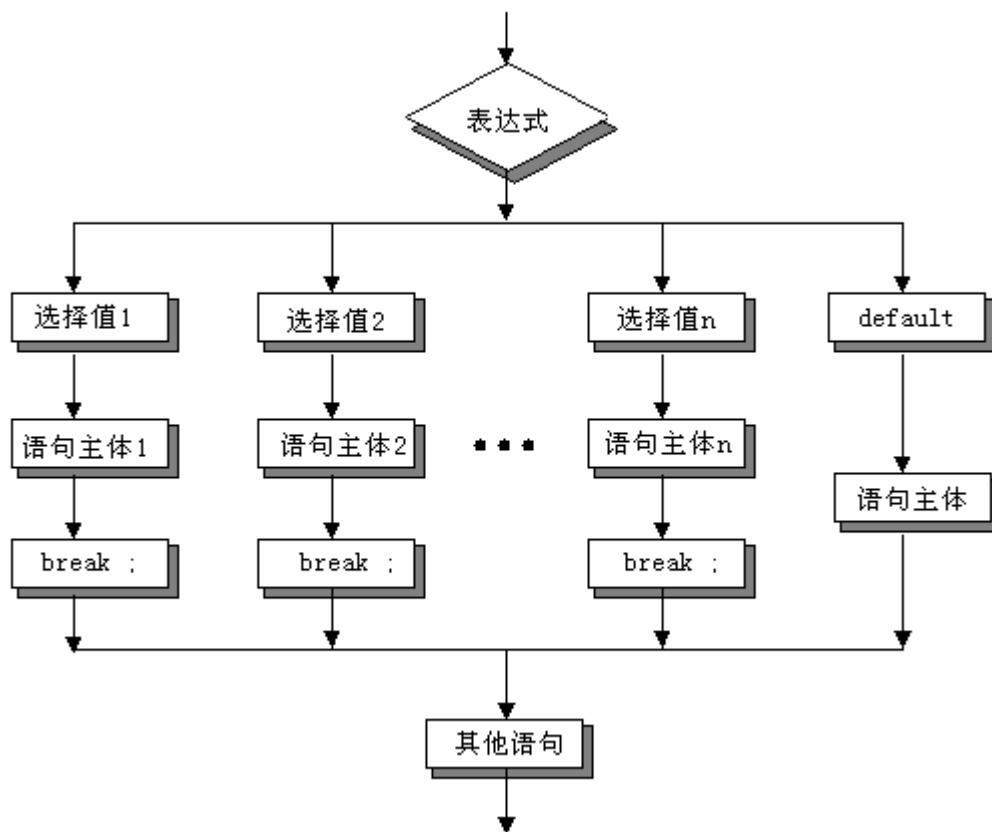 表达式
选择值1
选择值2
选择值n
default
语句主体1
语句主体2
语句主体n
语句主体
break ;
break ;
break ;
其他语句